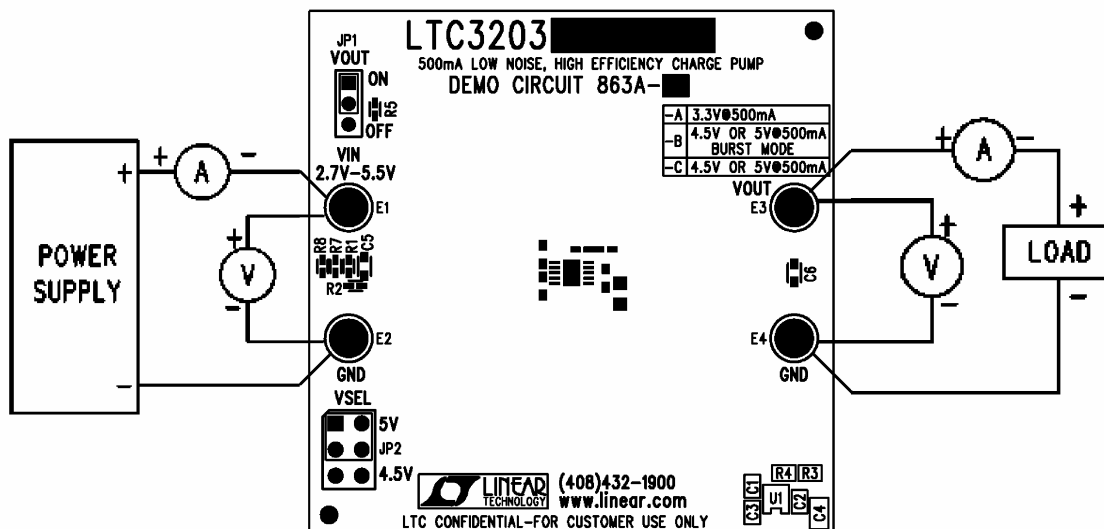 LTC3203
500mA LOW NOISE, HIGH EFFICIENCY CHARGE PUMP
DEMO CIRCUIT 863A-
JP1
VOUT
ON
R5
OFF
-A 3.3V@500mA
-B 4.5V OR 5V@500mA
BURST MODE
-C 4.5V OR 5V@500mA
VIN
2.7V-5.5V
E1
VOUT
E3
+ A -
+ A -
POWER
SUPPLY
+
-
+
V
-
R8
R7
R1
C5
R2
C6
+
V
-
+
LOAD
-
E2
GND
E4
GND
VSEL
5V
JP2
4.5V
LINEAR
TECHNOLOGY
(408)432-1900
www.linear.com
LTC CONFIDENTIAL-FOR CUSTOMER USE ONLY
R4 R3
C1
C3
U1
C2
C4